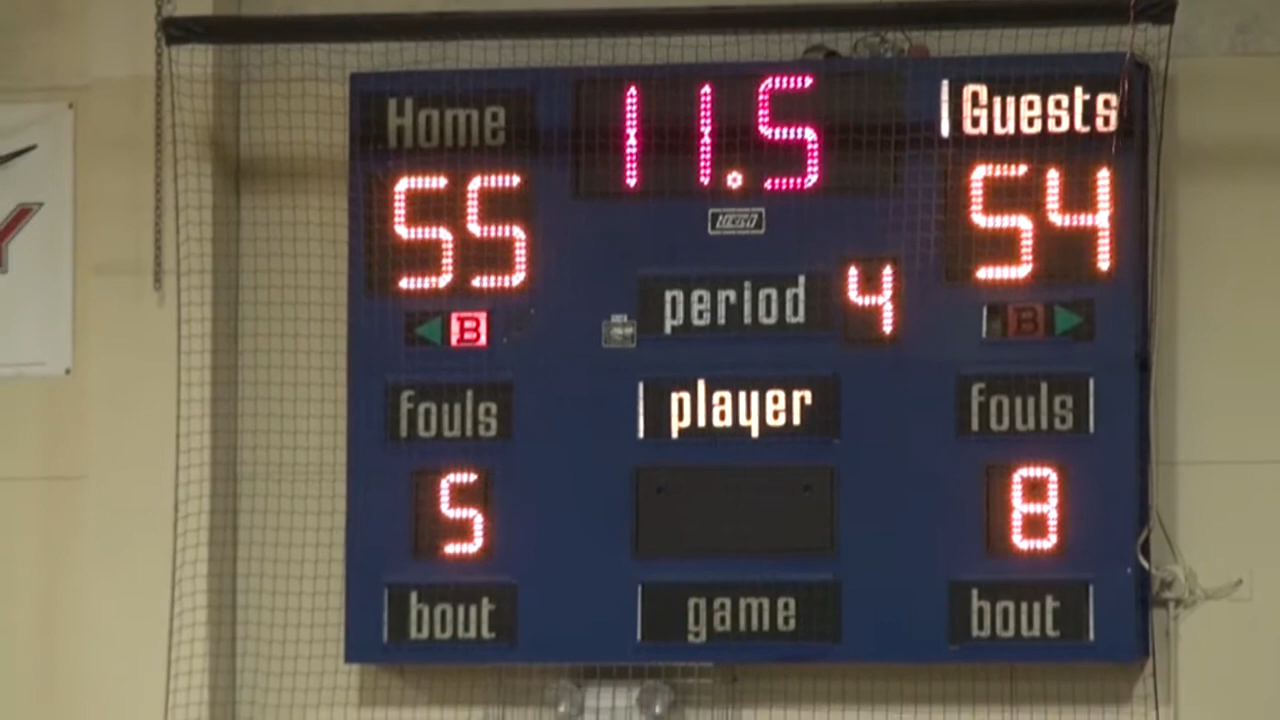 Home 11.5 Guests
55 54
period 4
B B
fouls player fouls
5 8
bout game bout
Y